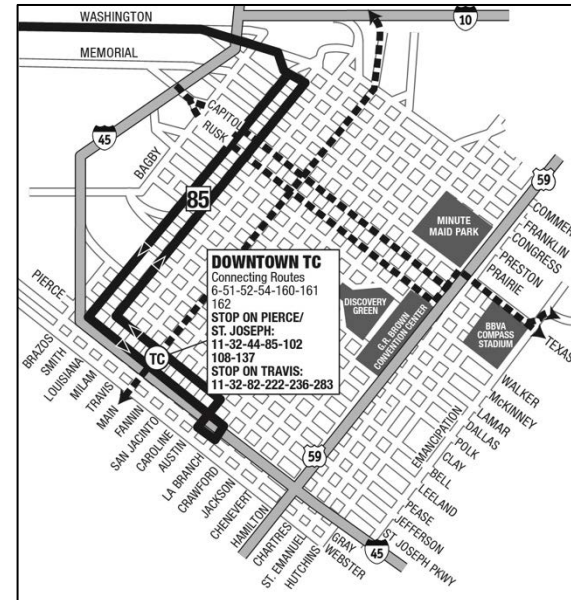 WASHINGTON
10
MEMORIAL
CAPITOL
RUSK
45
BAGBY
85
59
COMMERCE
FRANKLIN
CONGRESS
PRESTON
PRAIRIE
TEXAS
MINUTE
MAID PARK
DISCOVERY
GREEN
G.R. BROWN
CONVENTION CENTER
BBVA
COMPASS
STADIUM
DOWNTOWN TC
Connecting Routes
6-51-52-54-160-161
162
STOP ON PIERCE/
ST. JOSEPH:
11-32-44-85-102
108-137
STOP ON TRAVIS:
11-32-82-222-236-283
TC
PIERCE
BRAZOS
SMITH
LOUISIANA
MILAM
TRAVIS
MAIN
FANNIN
SAN JACINTO
CAROLINE
AUSTIN
LA BRANCH
CRAWFORD
JACKSON
CHENEVERT
HAMILTON
59
CHARTRES
ST. EMANUEL
HUTCHINS
EMANCIPATION
WALKER
McKINNEY
LAMAR
DALLAS
POLK
CLAY
BELL
LEELAND
PEASE
JEFFERSON
ST. JOSEPH PKWY
GRAY
WEBSTER
45